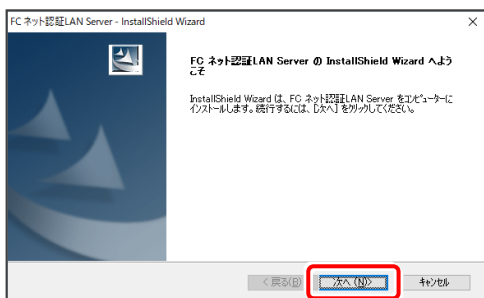 FC ネット認証LAN Server - InstallShield Wizard
FC ネット認証LAN Server の InstallShield Wizard へよう
こそ
InstallShield Wizard は、FC ネット認証LAN Server をコンピューターに
インストールします。続行するには、[次へ] をクリックしてください。
< 戻る(B)
次へ(N)>
キャンセル